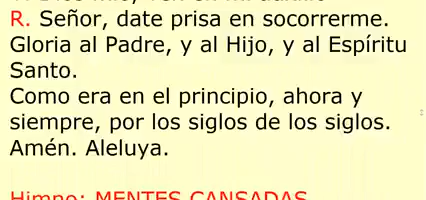 R. Señor, date prisa en socorrerme.
Gloria al Padre, y al Hijo, y al Espíritu
Santo.
Como era en el principio, ahora y
siempre, por los siglos de los siglos.
Amén. Aleluya.
Himno: MENTES CANSADAS